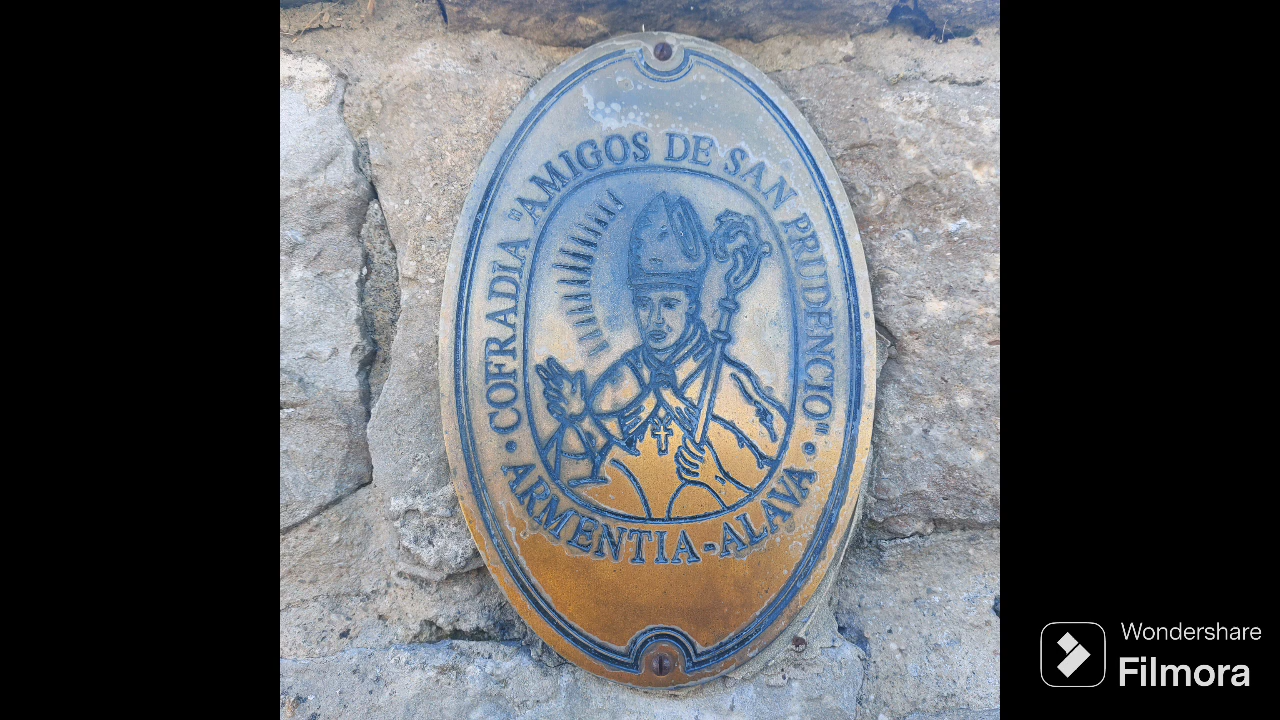 COFRADIA "AMIGOS DE SAN PRUDENCIO"
ARMENTIA-ALAVA
Wondershare
Filmora